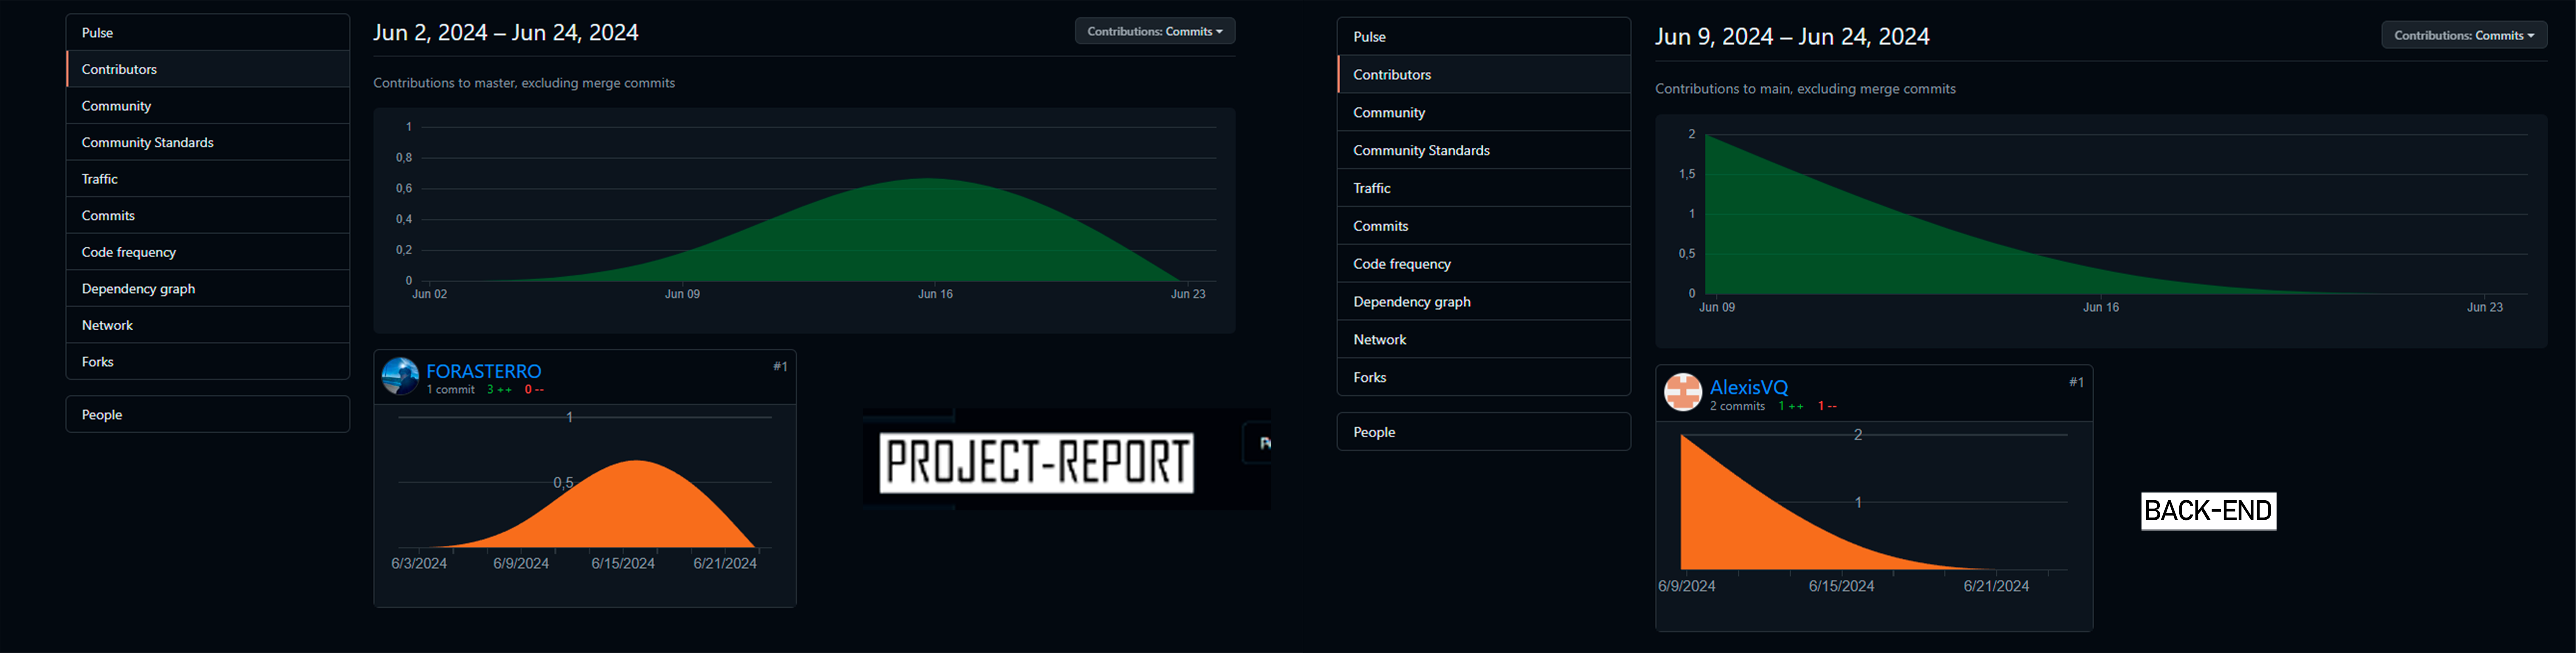 Pulse
Contributors
Community
Community Standards
Traffic
Commits
Code frequency
Dependency graph
Network
Forks
People
Jun 2, 2024 – Jun 24, 2024
Contributions: Commits
Contributions to master, excluding merge commits
1
0,8
0,6
0,4
0,2
0
Jun 02 Jun 09 Jun 16 Jun 23
FORASTERRO #1
1 commit 3 ++ 0 --
1
0,5
6/3/2024 6/9/2024 6/15/2024 6/21/2024
PROJECT-REPORT
Pulse
Contributors
Community
Community Standards
Traffic
Commits
Code frequency
Dependency graph
Network
Forks
People
Jun 9, 2024 – Jun 24, 2024
Contributions: Commits
Contributions to main, excluding merge commits
2
1,5
1
0,5
0
Jun 09 Jun 16 Jun 23
AlexisVQ #1
2 commits 1 ++ 1 --
2
1
6/9/2024 6/15/2024 6/21/2024
BACK-END